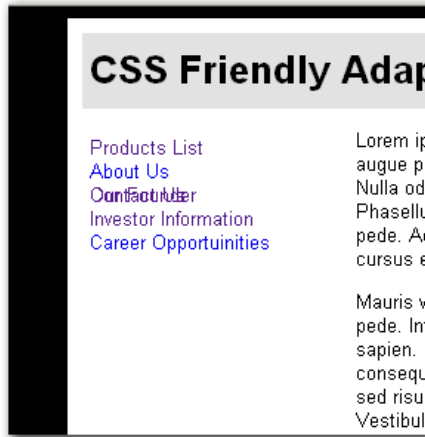 CSS Friendly Adap
Products List
About Us
Investor Information
Career Opportuinities
Lorem ip
augue p
Nulla od
Phasellu
pede. A
cursus e
Mauris v
pede. In
sapien.
consequ
sed risu
Vestibul